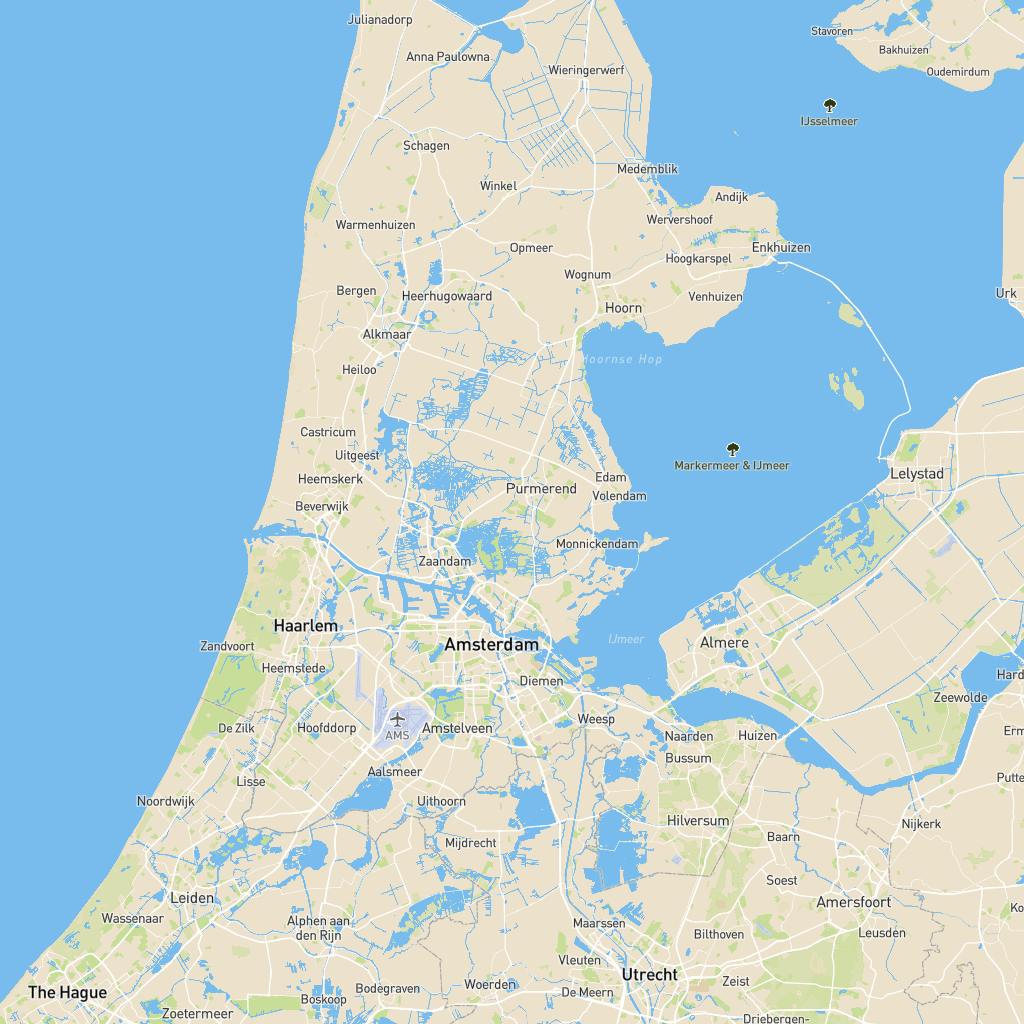 Julianadorp
Stavoren
Bakhuizen
Anna Paulowna
Wieringerwerf
Oudemirdum
IJsselmeer
Schagen
Medemblik
Winkel
Andijk
Wervershoof
Warmenhuizen
Opmeer
Enkhuizen
Hoogkarspel
Wognum
Bergen
Heerhugowaard
Venhuizen
Urk
Hoorn
Alkmaar
Hoornse Hop
Heiloo
Castricum
Uitgeest
Markermeer & IJmeer
Heemskerk
Edam
Lelystad
Purmerend
Volendam
Beverwijk
Monnickendam
Zaandam
Haarlem
IJmeer
Zandvoort
Amsterdam
Almere
Heemstede
Diemen
Hard
Zeewolde
De Zilk
Hoofddorp
AMS
Amstelveen
Weesp
Naarden
Huizen
Erm
Bussum
Aalsmeer
Lisse
Putte
Noordwijk
Uithoorn
Hilversum
Nijkerk
Mijdrecht
Baarn
Soest
Leiden
Amersfoort
Ko
Wassenaar
Alphen aan
den Rijn
Maarssen
Bilthoven
Leusden
Vleuten
Utrecht
Zeist
The Hague
Bodegraven
Woerden
De Meern
Boskoop
Zoetermeer
Driebergen-